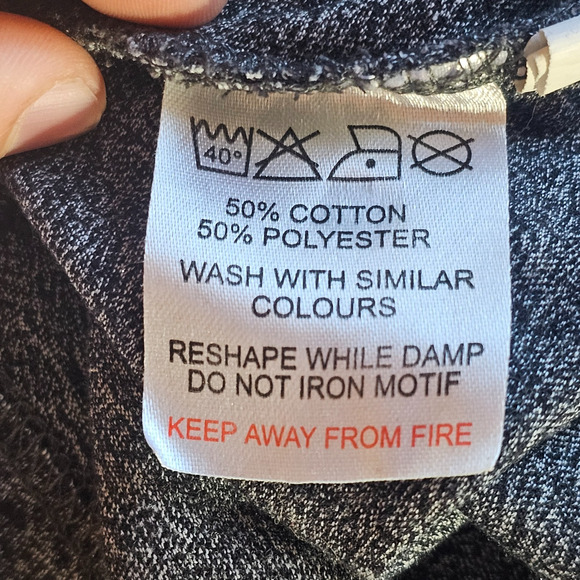 40°
50% COTTON
50% POLYESTER
WASH WITH SIMILAR
COLOURS
RESHAPE WHILE DAMP
DO NOT IRON MOTIF
KEEP AWAY FROM FIRE